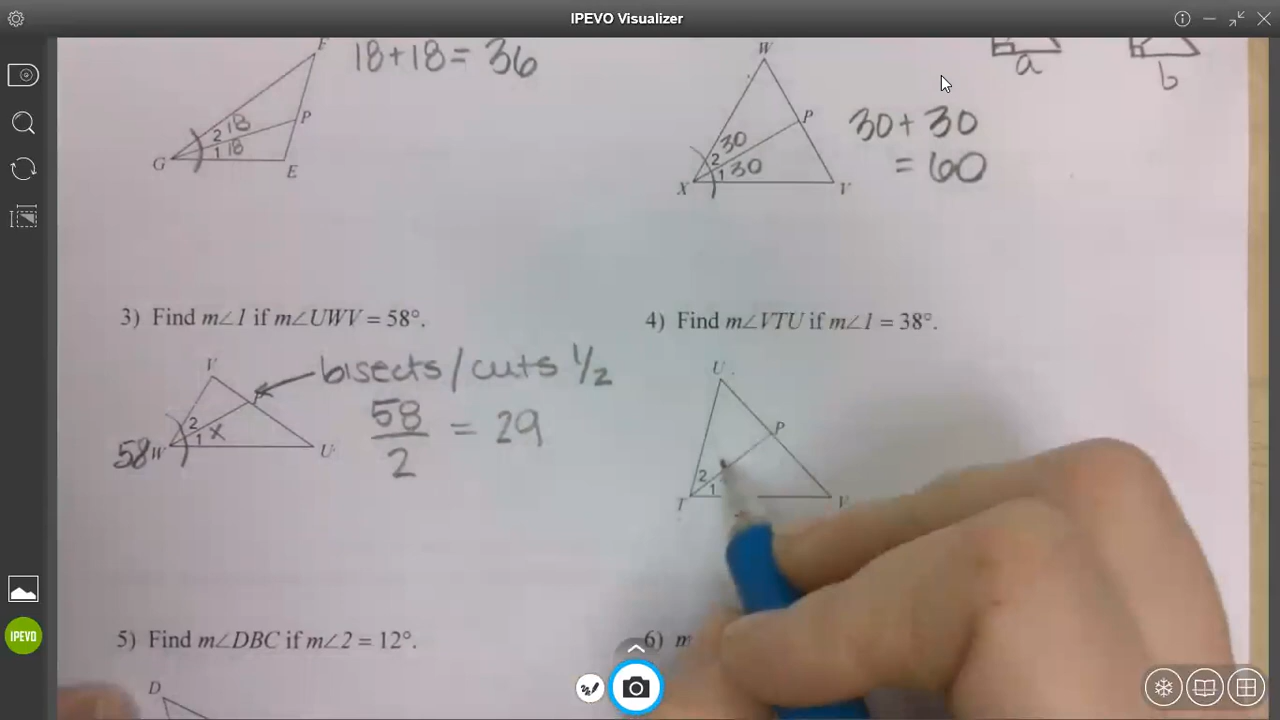 IPEVO Visualizer
F 18+18= 36
2 18
P
1 18
G
E
W
a
b
P
30+ 30
= 60
2 30
1 30
X
V
3) Find m∠1 if m∠UWV = 58°.
4) Find m∠VTU if m∠1 = 38°.
V
bisects/cuts 1/2
58
2
= 29
2
1 x
58 W
U
U
P
2
1
T
V
5) Find m∠DBC if m∠2 = 12°.
6) m
D
IPEVO